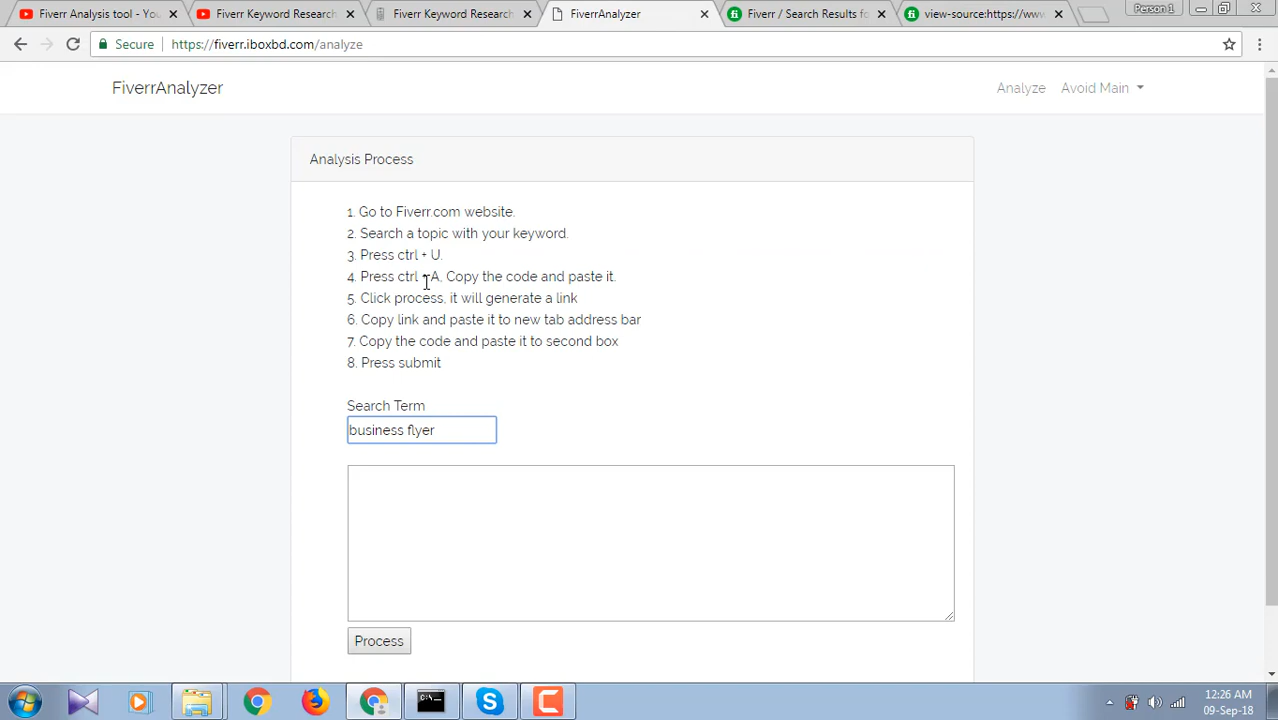 Fiverr Analysis tool - You
Fiverr Keyword Research
Fiverr Keyword Research
FiverrAnalyzer
Fiverr / Search Results fo
view-source:https://www
Person 1
Secure
https://fiverr.iboxbd.com/analyze
FiverrAnalyzer
Analyze
Avoid Main
Analysis Process
1. Go to Fiverr.com website.
2. Search a topic with your keyword.
3. Press ctrl + U.
4. Press ctrl + A, Copy the code and paste it.
5. Click process, it will generate a link
6. Copy link and paste it to new tab address bar
7. Copy the code and paste it to second box
8. Press submit
Search Term
business flyer
Process
12:26 AM
09-Sep-18